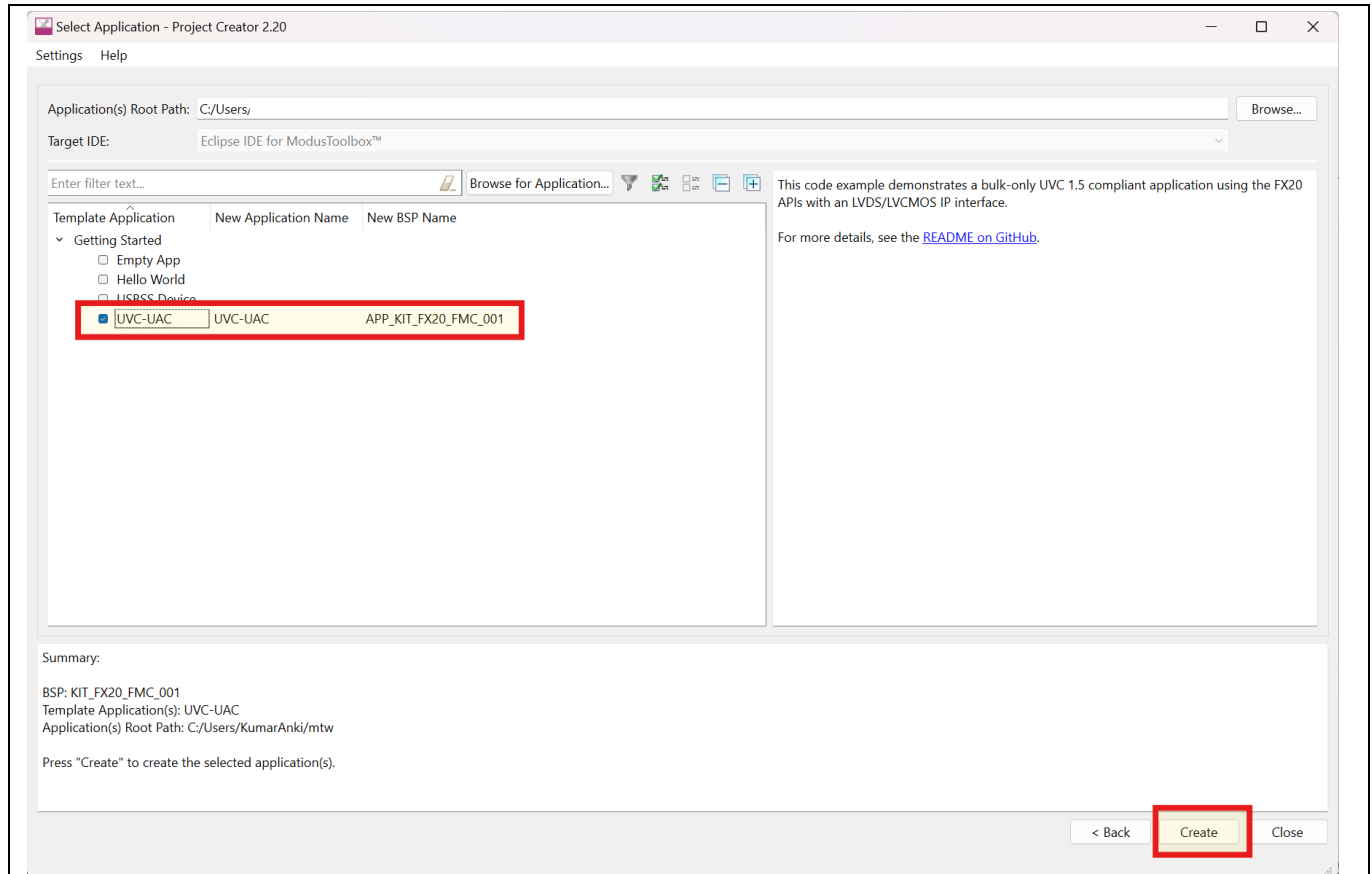 Select Application - Project Creator 2.20
Settings Help
Application(s) Root Path: C:/Users/ Browse...
Target IDE: Eclipse IDE for ModusToolbox™
Enter filter text... Browse for Application...
Template Application New Application Name New BSP Name
Getting Started
Empty App
Hello World
USBSS Device
UVC-UAC UVC-UAC APP_KIT_FX20_FMC_001
This code example demonstrates a bulk-only UVC 1.5 compliant application using the FX20
APIs with an LVDS/LVCMOS IP interface.
For more details, see the README on GitHub.
Summary:
BSP: KIT_FX20_FMC_001
Template Application(s): UVC-UAC
Application(s) Root Path: C:/Users/KumarAnki/mtw
Press "Create" to create the selected application(s).
< Back Create Close